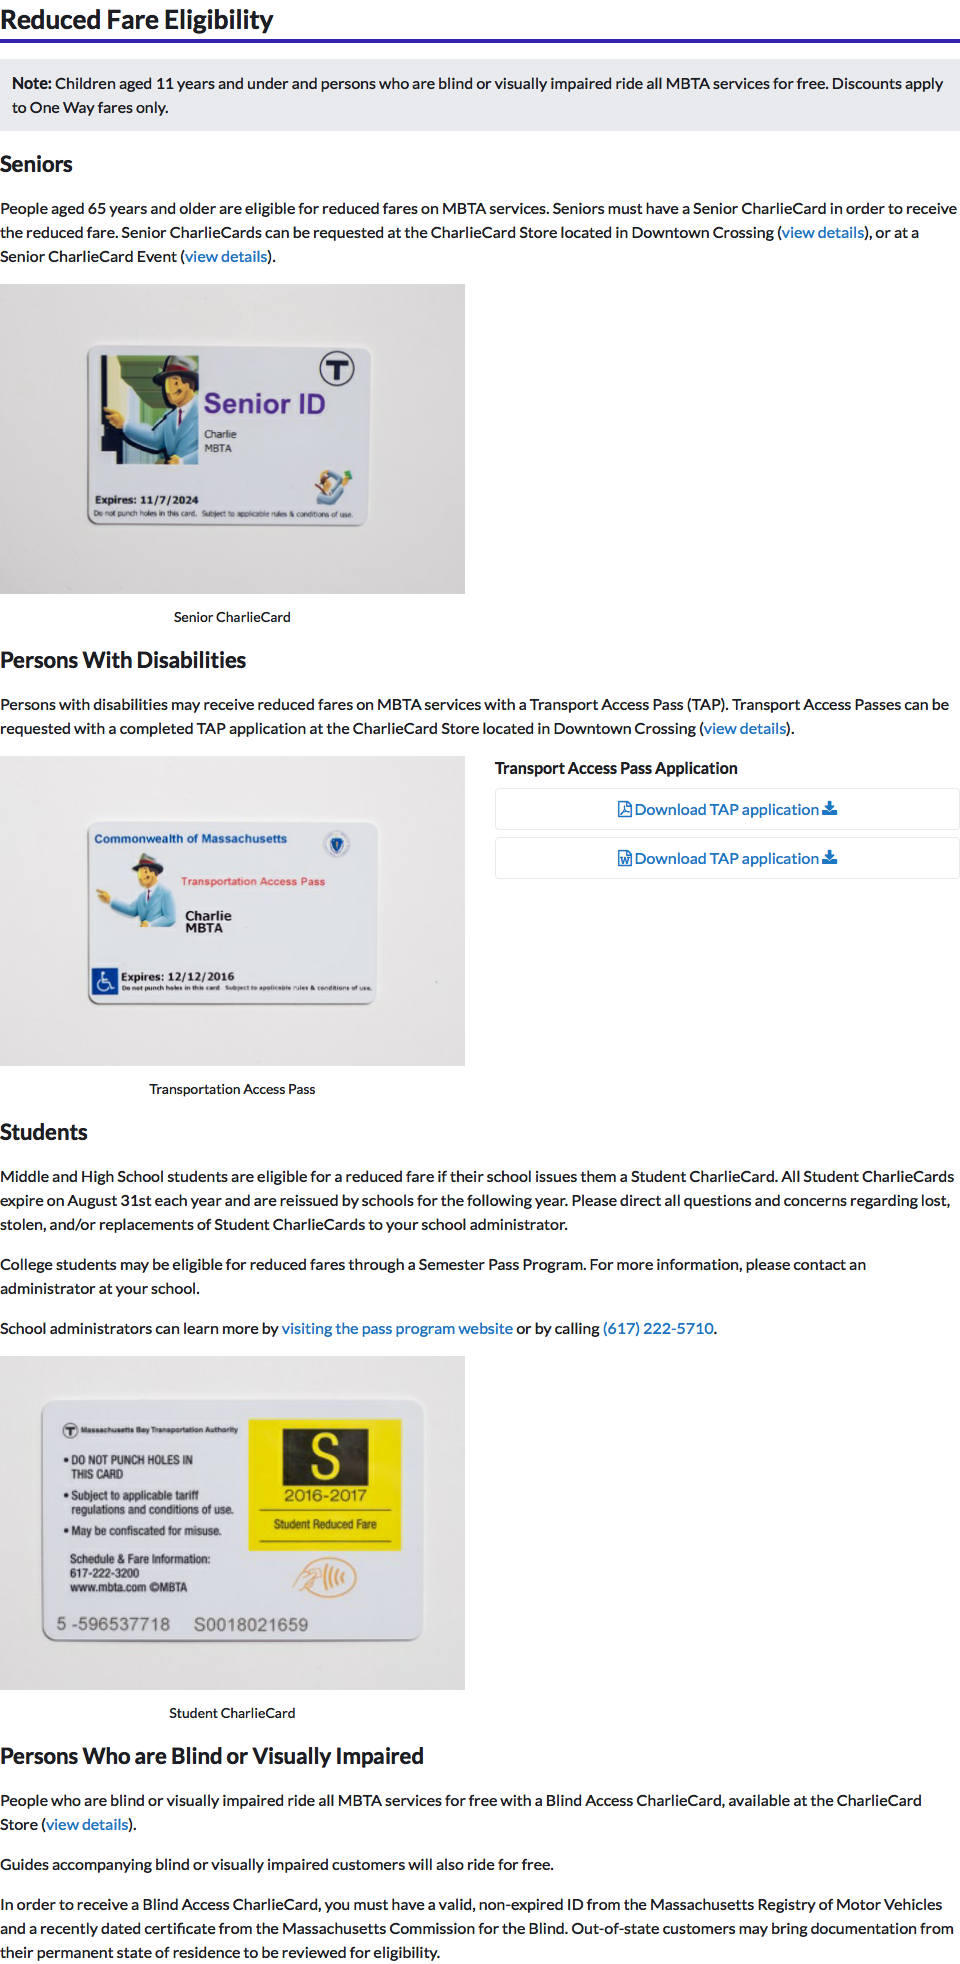 Reduced Fare Eligibility
Note: Children aged 11 years and under and persons who are blind or visually impaired ride all MBTA services for free. Discounts apply
to One Way fares only.
Seniors
People aged 65 years and older are eligible for reduced fares on MBTA services. Seniors must have a Senior CharlieCard in order to receive
the reduced fare. Senior CharlieCards can be requested at the CharlieCard Store located in Downtown Crossing (view details), or at a
Senior CharlieCard Event (view details).
T
Senior ID
Charlie
MBTA
Expires: 11/7/2024
Do not punch holes in this card. Subject to applicable rules & conditions of use.
Senior CharlieCard
Persons With Disabilities
Persons with disabilities may receive reduced fares on MBTA services with a Transport Access Pass (TAP). Transport Access Passes can be
requested with a completed TAP application at the CharlieCard Store located in Downtown Crossing (view details).
Commonwealth of Massachusetts
Transportation Access Pass
Charlie
MBTA
Expires: 12/12/2016
Do not punch holes in this card Subject to applicable rules & conditions of use.
Transportation Access Pass
Transport Access Pass Application
Download TAP application
Download TAP application
Students
Middle and High School students are eligible for a reduced fare if their school issues them a Student CharlieCard. All Student CharlieCards
expire on August 31st each year and are reissued by schools for the following year. Please direct all questions and concerns regarding lost,
stolen, and/or replacements of Student CharlieCards to your school administrator.
College students may be eligible for reduced fares through a Semester Pass Program. For more information, please contact an
administrator at your school.
School administrators can learn more by visiting the pass program website or by calling (617) 222-5710.
T Massachusetts Bay Transportation Authority
• DO NOT PUNCH HOLES IN
THIS CARD
• Subject to applicable tariff
regulations and conditions of use.
• May be confiscated for misuse.
Schedule & Fare Information:
617-222-3200
www.mbta.com ©MBTA
S
2016-2017
Student Reduced Fare
5 -596537718 S0018021659
Student CharlieCard
Persons Who are Blind or Visually Impaired
People who are blind or visually impaired ride all MBTA services for free with a Blind Access CharlieCard, available at the CharlieCard
Store (view details).
Guides accompanying blind or visually impaired customers will also ride for free.
In order to receive a Blind Access CharlieCard, you must have a valid, non-expired ID from the Massachusetts Registry of Motor Vehicles
and a recently dated certificate from the Massachusetts Commission for the Blind. Out-of-state customers may bring documentation from
their permanent state of residence to be reviewed for eligibility.